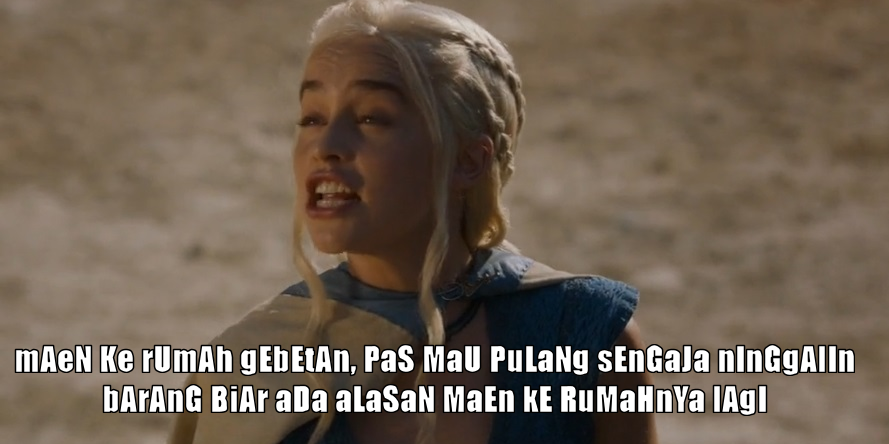 mAeN Ke rUmAh gEbEtAn, PaS MaU PuLaNg sEnGaJa nInGgAlIn
bArAnG BiAr aDa aLaSaN MaEn kE RuMaHnYa lAgI